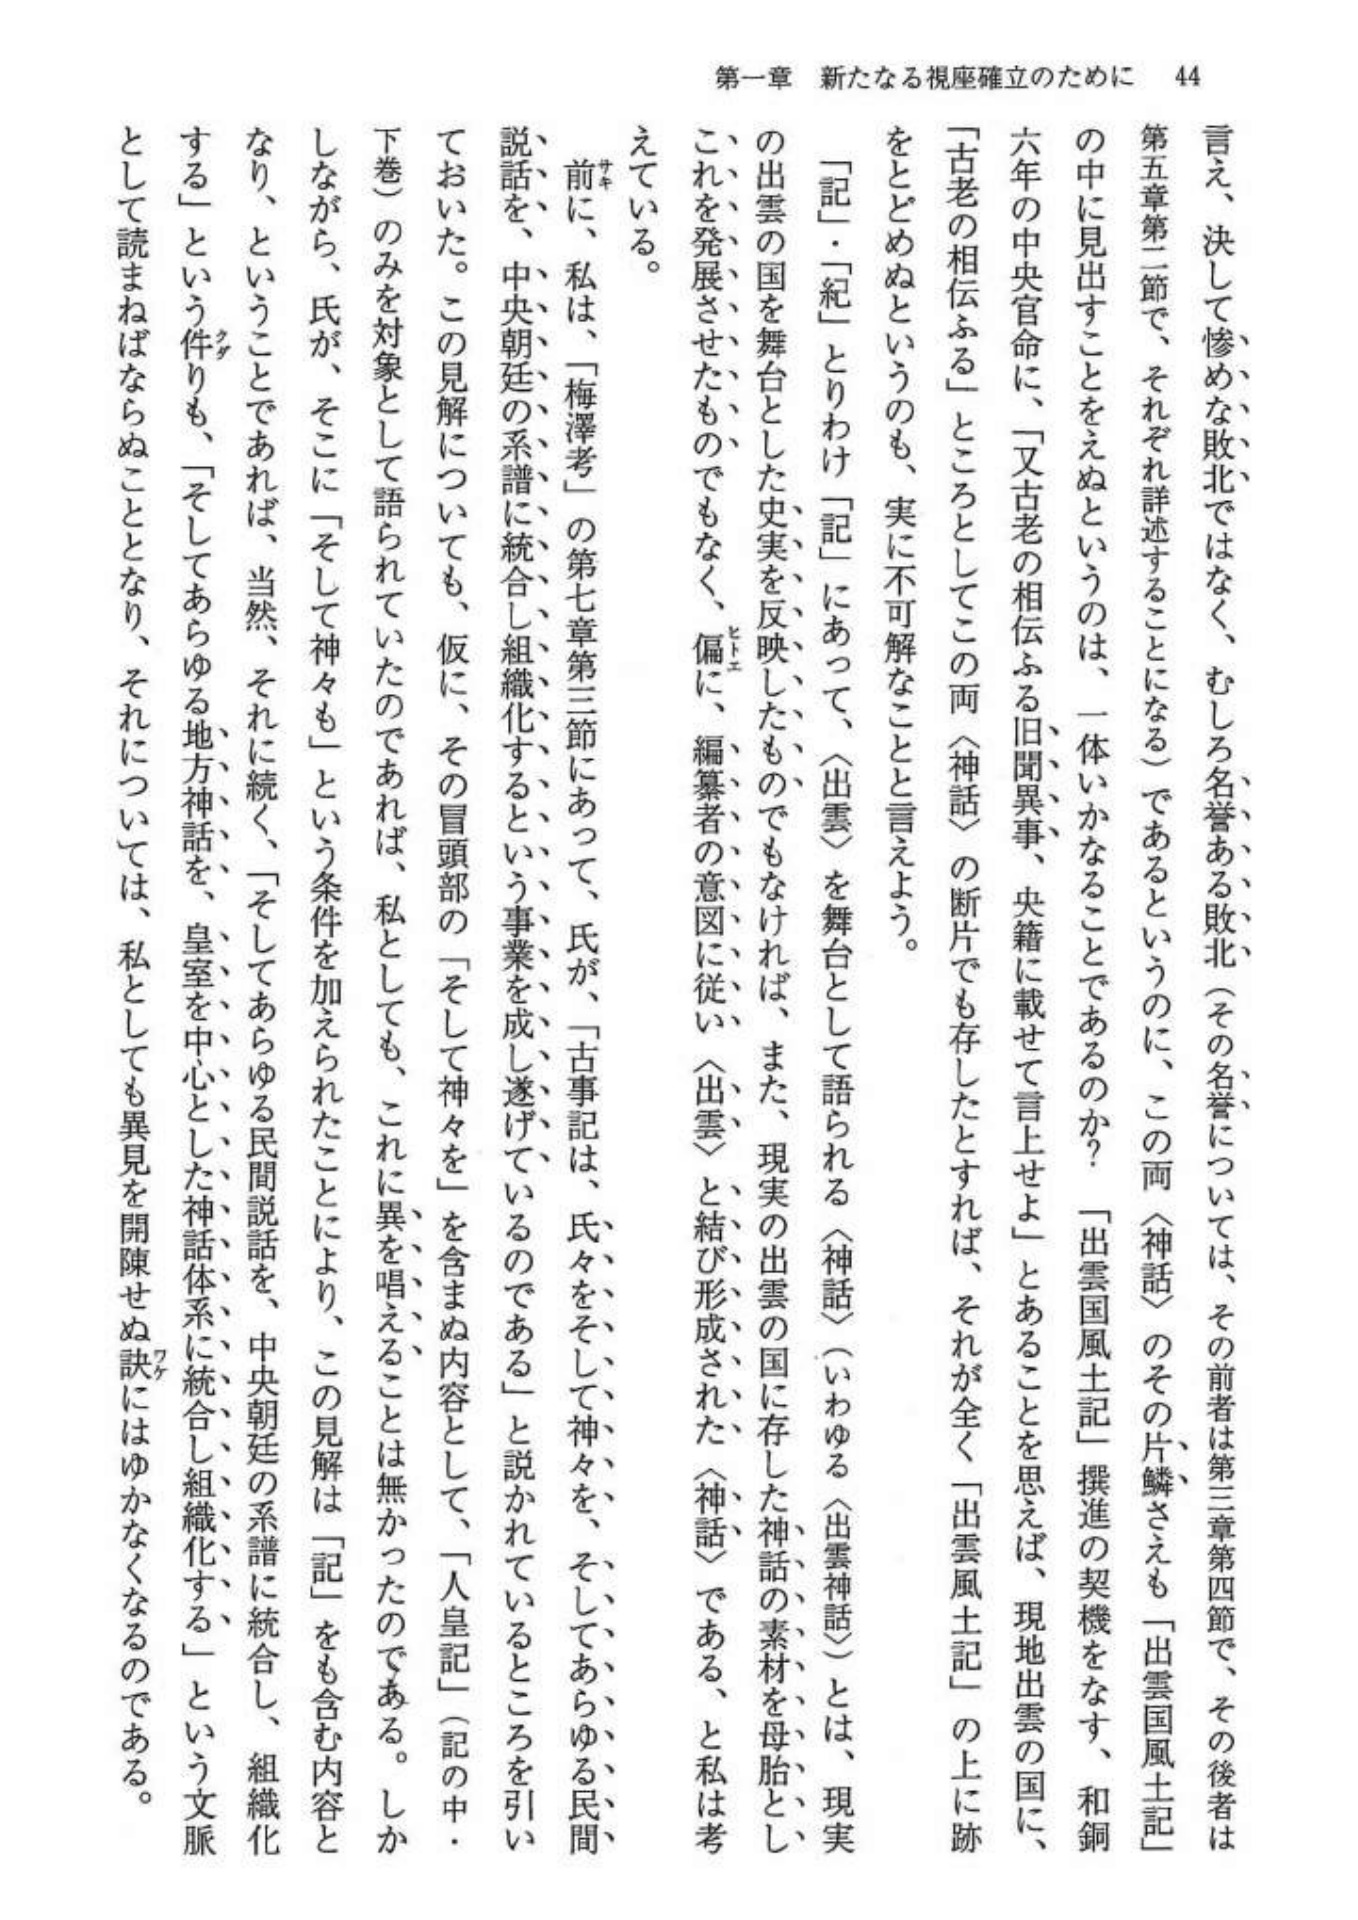 第一章 新たなる視座確立のために 44
言え、決して惨めな敗北ではなく、むしろ名誉ある敗北（その名誉については、その前者は第三章第四節で、その後者は
第五章第二節で、それぞれ詳述することになる）であるというのに、この両〈神話〉のその片鱗さえも「出雲国風土記」
の中に見出すことをえぬというのは、一体いかなることであるのか？「出雲国風土記」撰進の契機をなす、和銅
六年の中央官命に、「又古老の相伝ふる旧聞異事、央籍に載せて言上せよ」とあることを思えば、現地出雲の国に、
「古老の相伝ふる」ところとしてこの両〈神話〉の断片でも存したとすれば、それが全く「出雲風土記」の上に跡
をとどめぬというのも、実に不可解なことと言えよう。
「記」・「紀」とりわけ「記」にあって、〈出雲〉を舞台として語られる〈神話〉（いわゆる〈出雲神話〉）とは、現実
の出雲の国を舞台とした史実を反映したものでもなければ、また、現実の出雲の国に存した神話の素材を母胎とし
これを発展させたものでもなく、偏ヒトエに、編纂者の意図に従い〈出雲〉と結び形成された〈神話〉である、と私は考
えている。
前サキに、私は、「梅澤考」の第七章第三節にあって、氏が、「古事記は、氏々をそして神々を、そしてあらゆる民間
説話を、中央朝廷の系譜に統合し組織化するという事業を成し遂げているのである」と説かれているところを引い
ておいた。この見解についても、仮に、その冒頭部の「そして神々を」を含まぬ内容として、「人皇記」（記の中・
下巻）のみを対象として語られていたのであれば、私としても、これに異を唱えることは無かったのである。しか
しながら、氏が、そこに「そして神々も」という条件を加えられたことにより、この見解は「記」をも含む内容と
なり、ということであれば、当然、それに続く、「そしてあらゆる民間説話を、中央朝廷の系譜に統合し、組織化
する」という件クダりも、「そしてあらゆる地方神話を、皇室を中心とした神話体系に統合し組織化する」という文脈
として読まねばならぬこととなり、それについては、私としても異見を開陳せぬ訣ワケにはゆかなくなるのである。